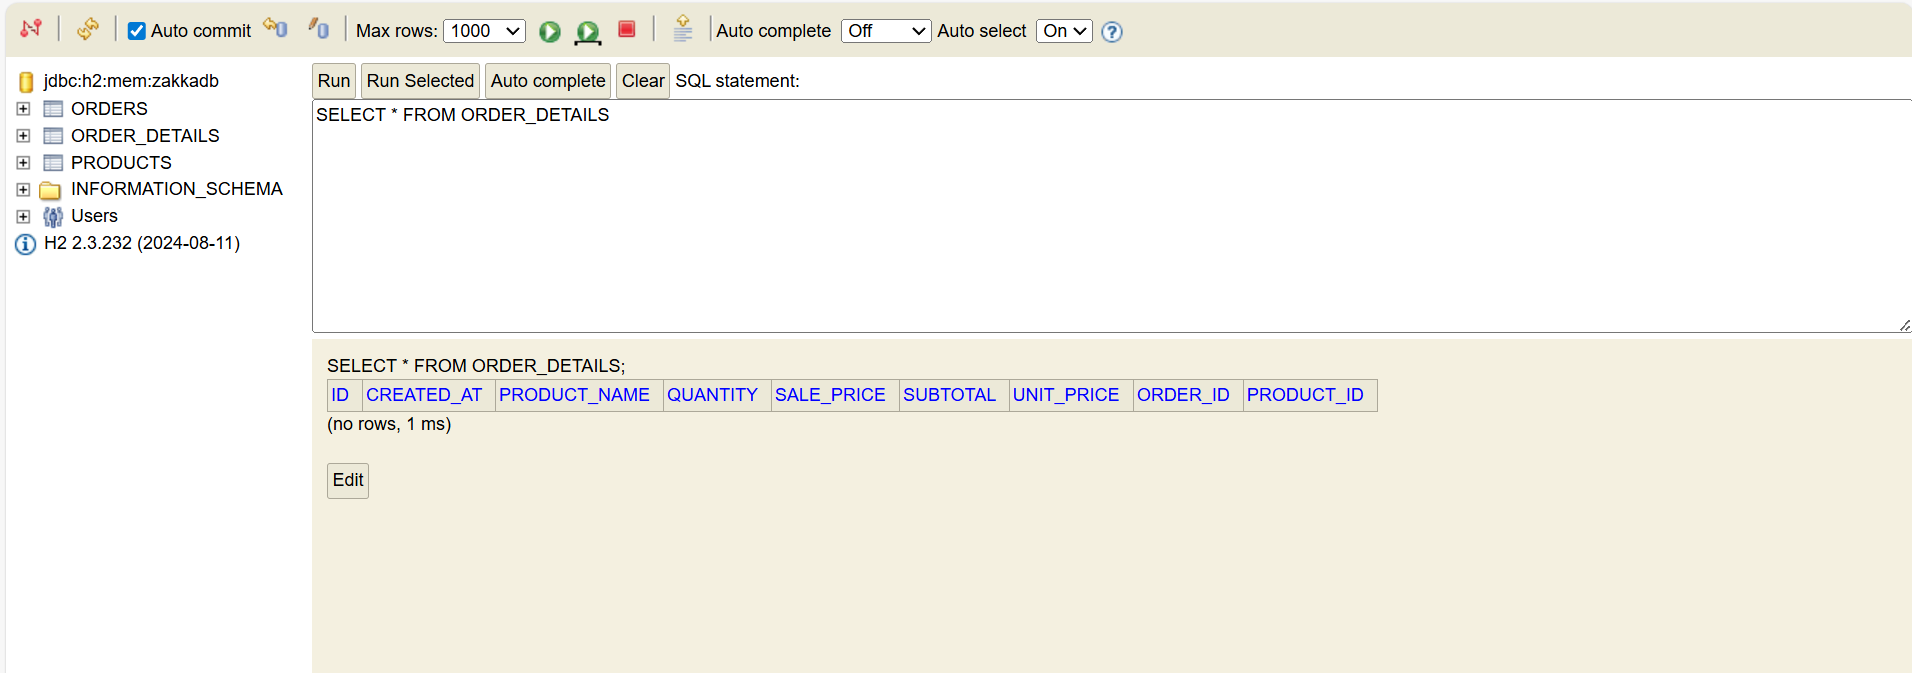 Auto commit Max rows: 1000 Auto complete Off Auto select On ?
jdbc:h2:mem:zakkadb
ORDERS
ORDER_DETAILS
PRODUCTS
INFORMATION_SCHEMA
Users
H2 2.3.232 (2024-08-11)
Run Run Selected Auto complete Clear SQL statement:
SELECT * FROM ORDER_DETAILS
SELECT * FROM ORDER_DETAILS;
ID CREATED_AT PRODUCT_NAME QUANTITY SALE_PRICE SUBTOTAL UNIT_PRICE ORDER_ID PRODUCT_ID
(no rows, 1 ms)
Edit